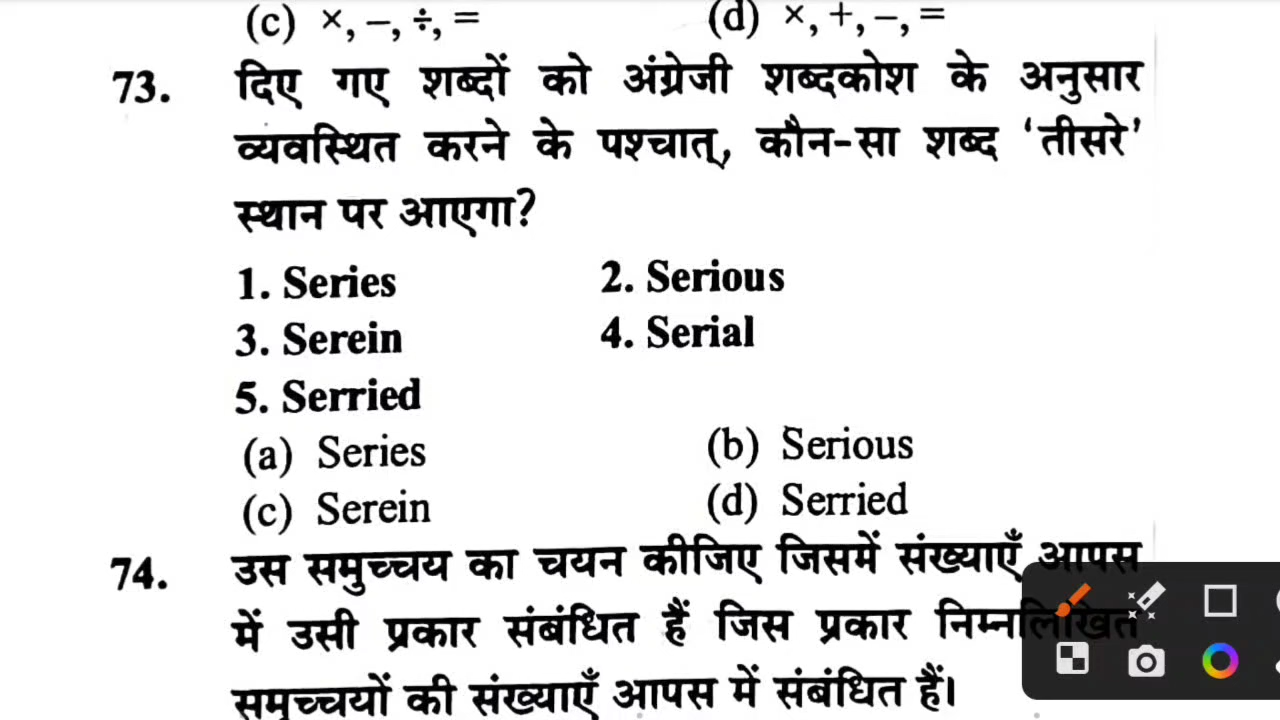 (c) ×, –, ÷, = (d) ×, +, –, =
73. दिए गए शब्दों को अंग्रेजी शब्दकोश के अनुसार
व्यवस्थित करने के पश्चात्, कौन-सा शब्द ‘तीसरे’
स्थान पर आएगा?
1. Series 2. Serious
3. Serein 4. Serial
5. Serried
(a) Series (b) Serious
(c) Serein (d) Serried
74. उस समुच्चय का चयन कीजिए जिसमें संख्याएँ आपस
में उसी प्रकार संबंधित हैं जिस प्रकार निम्नलिखित
समुच्चयों की संख्याएँ आपस में संबंधित हैं।